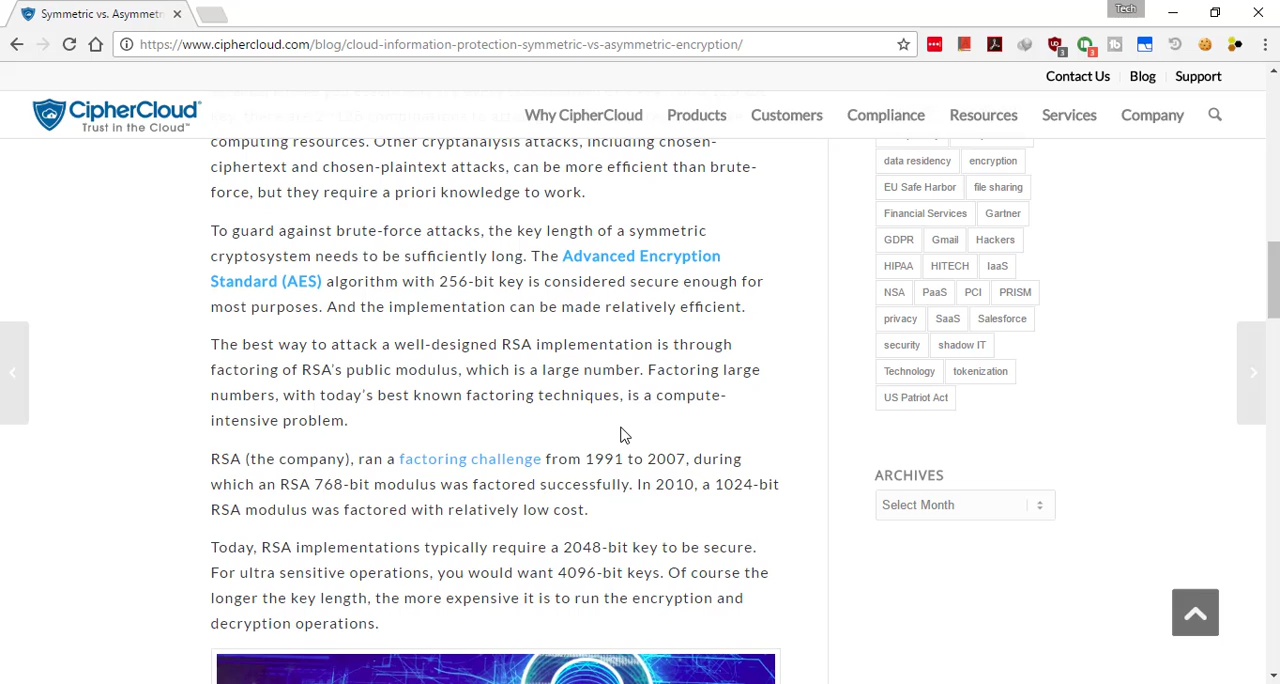 Symmetric vs. Asymmetr
Tech
https://www.ciphercloud.com/blog/cloud-information-protection-symmetric-vs-asymmetric-encryption/
3
3
Contact Us Blog Support
CipherCloud
Trust in the Cloud™
Why CipherCloud Products Customers Compliance Resources Services Company
computing resources. Other cryptanalysis attacks, including chosen-
ciphertext and chosen-plaintext attacks, can be more efficient than brute-
force, but they require a priori knowledge to work.
To guard against brute-force attacks, the key length of a symmetric
cryptosystem needs to be sufficiently long. The Advanced Encryption
Standard (AES) algorithm with 256-bit key is considered secure enough for
most purposes. And the implementation can be made relatively efficient.
The best way to attack a well-designed RSA implementation is through
factoring of RSA's public modulus, which is a large number. Factoring large
numbers, with today's best known factoring techniques, is a compute-
intensive problem.
RSA (the company), ran a factoring challenge from 1991 to 2007, during
which an RSA 768-bit modulus was factored successfully. In 2010, a 1024-bit
RSA modulus was factored with relatively low cost.
Today, RSA implementations typically require a 2048-bit key to be secure.
For ultra sensitive operations, you would want 4096-bit keys. Of course the
longer the key length, the more expensive it is to run the encryption and
decryption operations.
data residency encryption
EU Safe Harbor file sharing
Financial Services Gartner
GDPR Gmail Hackers
HIPAA HITECH IaaS
NSA PaaS PCI PRISM
privacy SaaS Salesforce
security shadow IT
Technology tokenization
US Patriot Act
ARCHIVES
Select Month